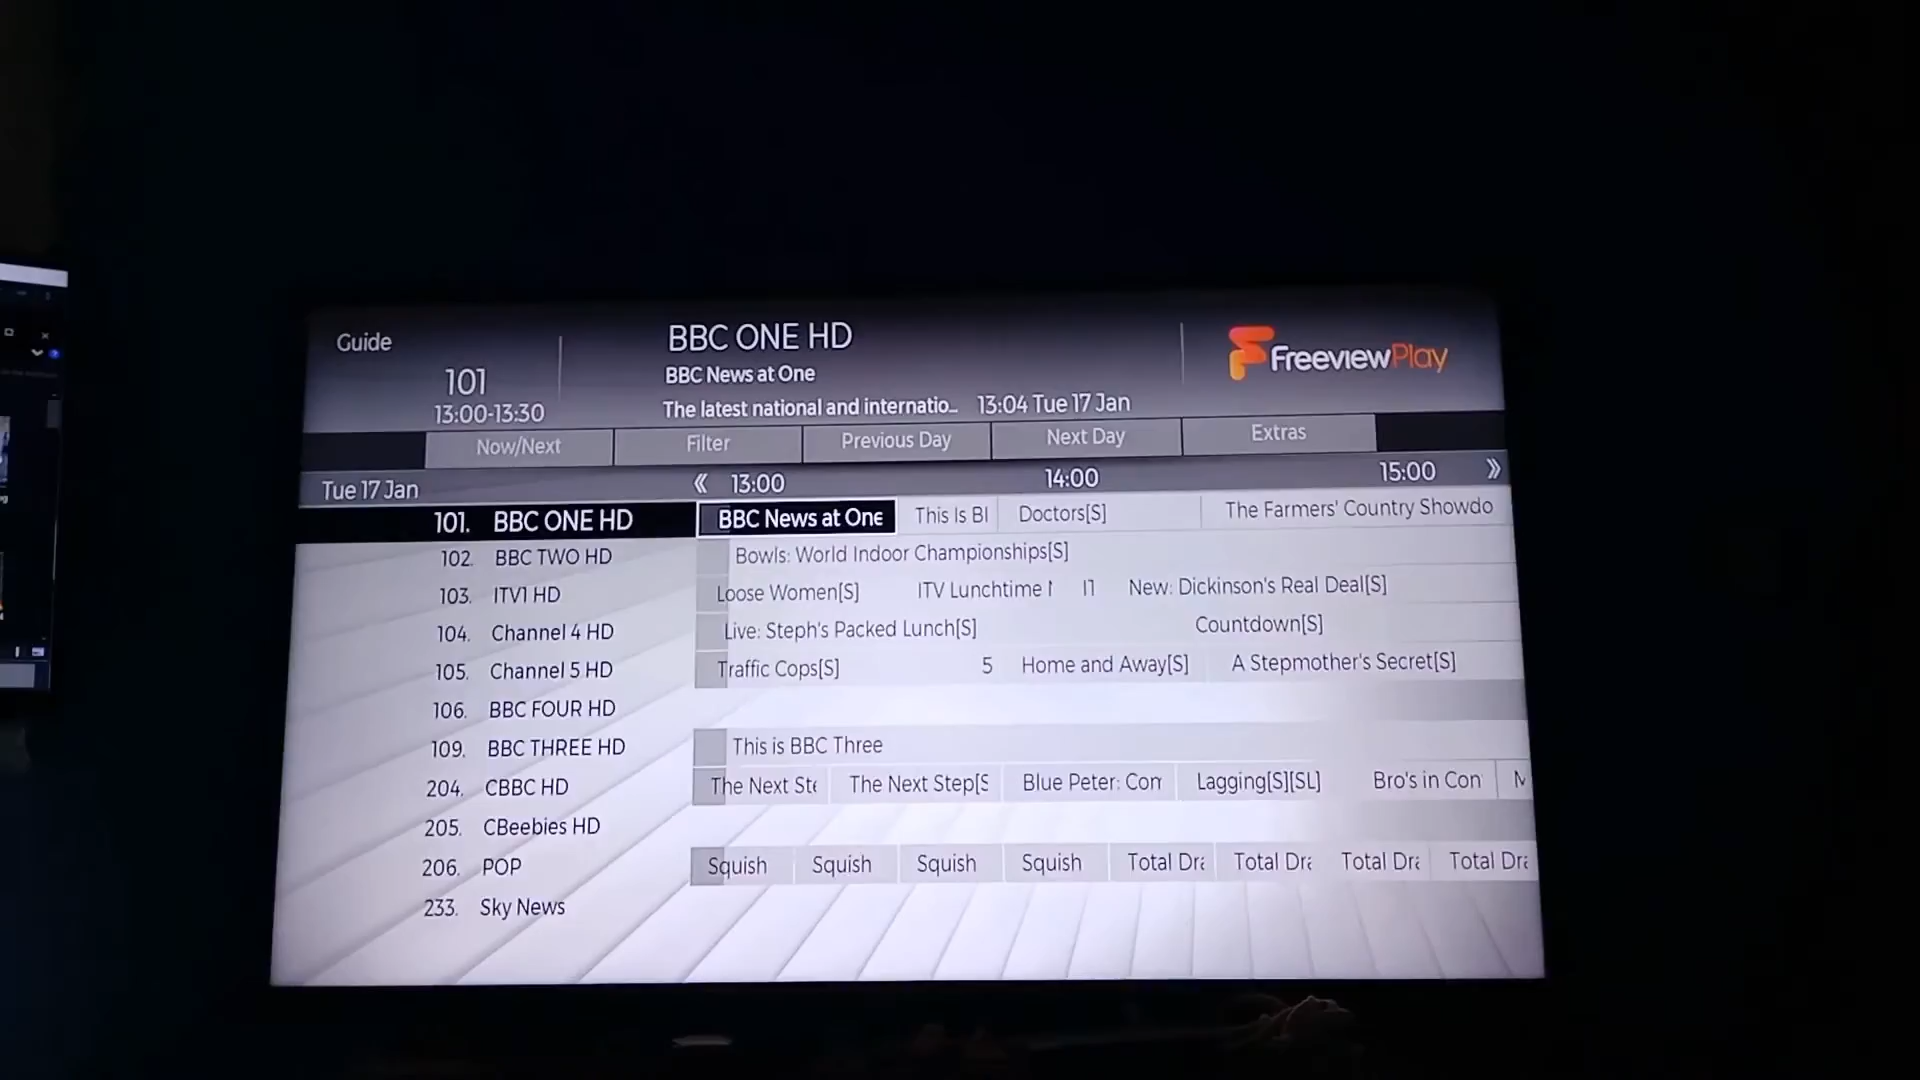 Guide
BBC ONE HD
FreeviewPlay
101
BBC News at One
13:00-13:30
The latest national and internatio... 13:04 Tue 17 Jan
Now/Next Filter Previous Day Next Day Extras
Tue 17 Jan « 13:00 14:00 15:00 »
101. BBC ONE HD BBC News at One This Is BI Doctors[S] The Farmers' Country Showdo
102. BBC TWO HD Bowls: World Indoor Championships[S]
103. ITV1 HD Loose Women[S] ITV Lunchtime New: Dickinson's Real Deal[S]
104. Channel 4 HD Live: Steph's Packed Lunch[S] Countdown[S]
105. Channel 5 HD Traffic Cops[S] 5 Home and Away[S] A Stepmother's Secret[S]
106. BBC FOUR HD
109. BBC THREE HD This is BBC Three
204. CBBC HD The Next Ste The Next Step[S Blue Peter: Con Lagging[S][SL] Bro's in Con M
205. CBeebies HD
206. POP Squish Squish Squish Squish Total Dra Total Dra Total Dra Total Dra
233. Sky News